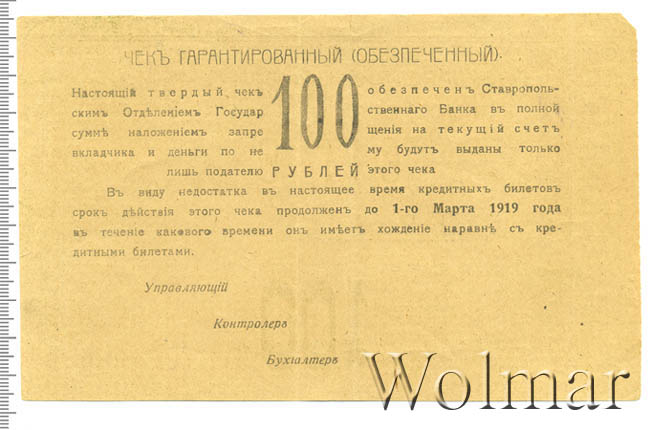 ЧЕКЪ ГАРАНТИРОВАННЫЙ (ОБЕЗПЕЧЕННЫЙ).
Настоящій твердый чекъ 100 обезпечен Ставрополь-
скимъ Отдѣленіемъ Государ ственнаго Банка въ полной
суммѣ наложеніемъ запре щенія на текущій счетъ
вкладчика и деньги по не му будутъ выданы только
лишь подателю РУБЛЕЙ этого чека
Въ виду недостатка въ настоящее время кредитныхъ билетовъ
срокъ дѣйствія этого чека продолженъ до 1-го Марта 1919 года
въ теченіе какового времени онъ имѣетъ хожденіе наравнѣ съ кре-
дитными билетами.
Управляющій
Контролеръ
Бухгалтеръ
Wolmar